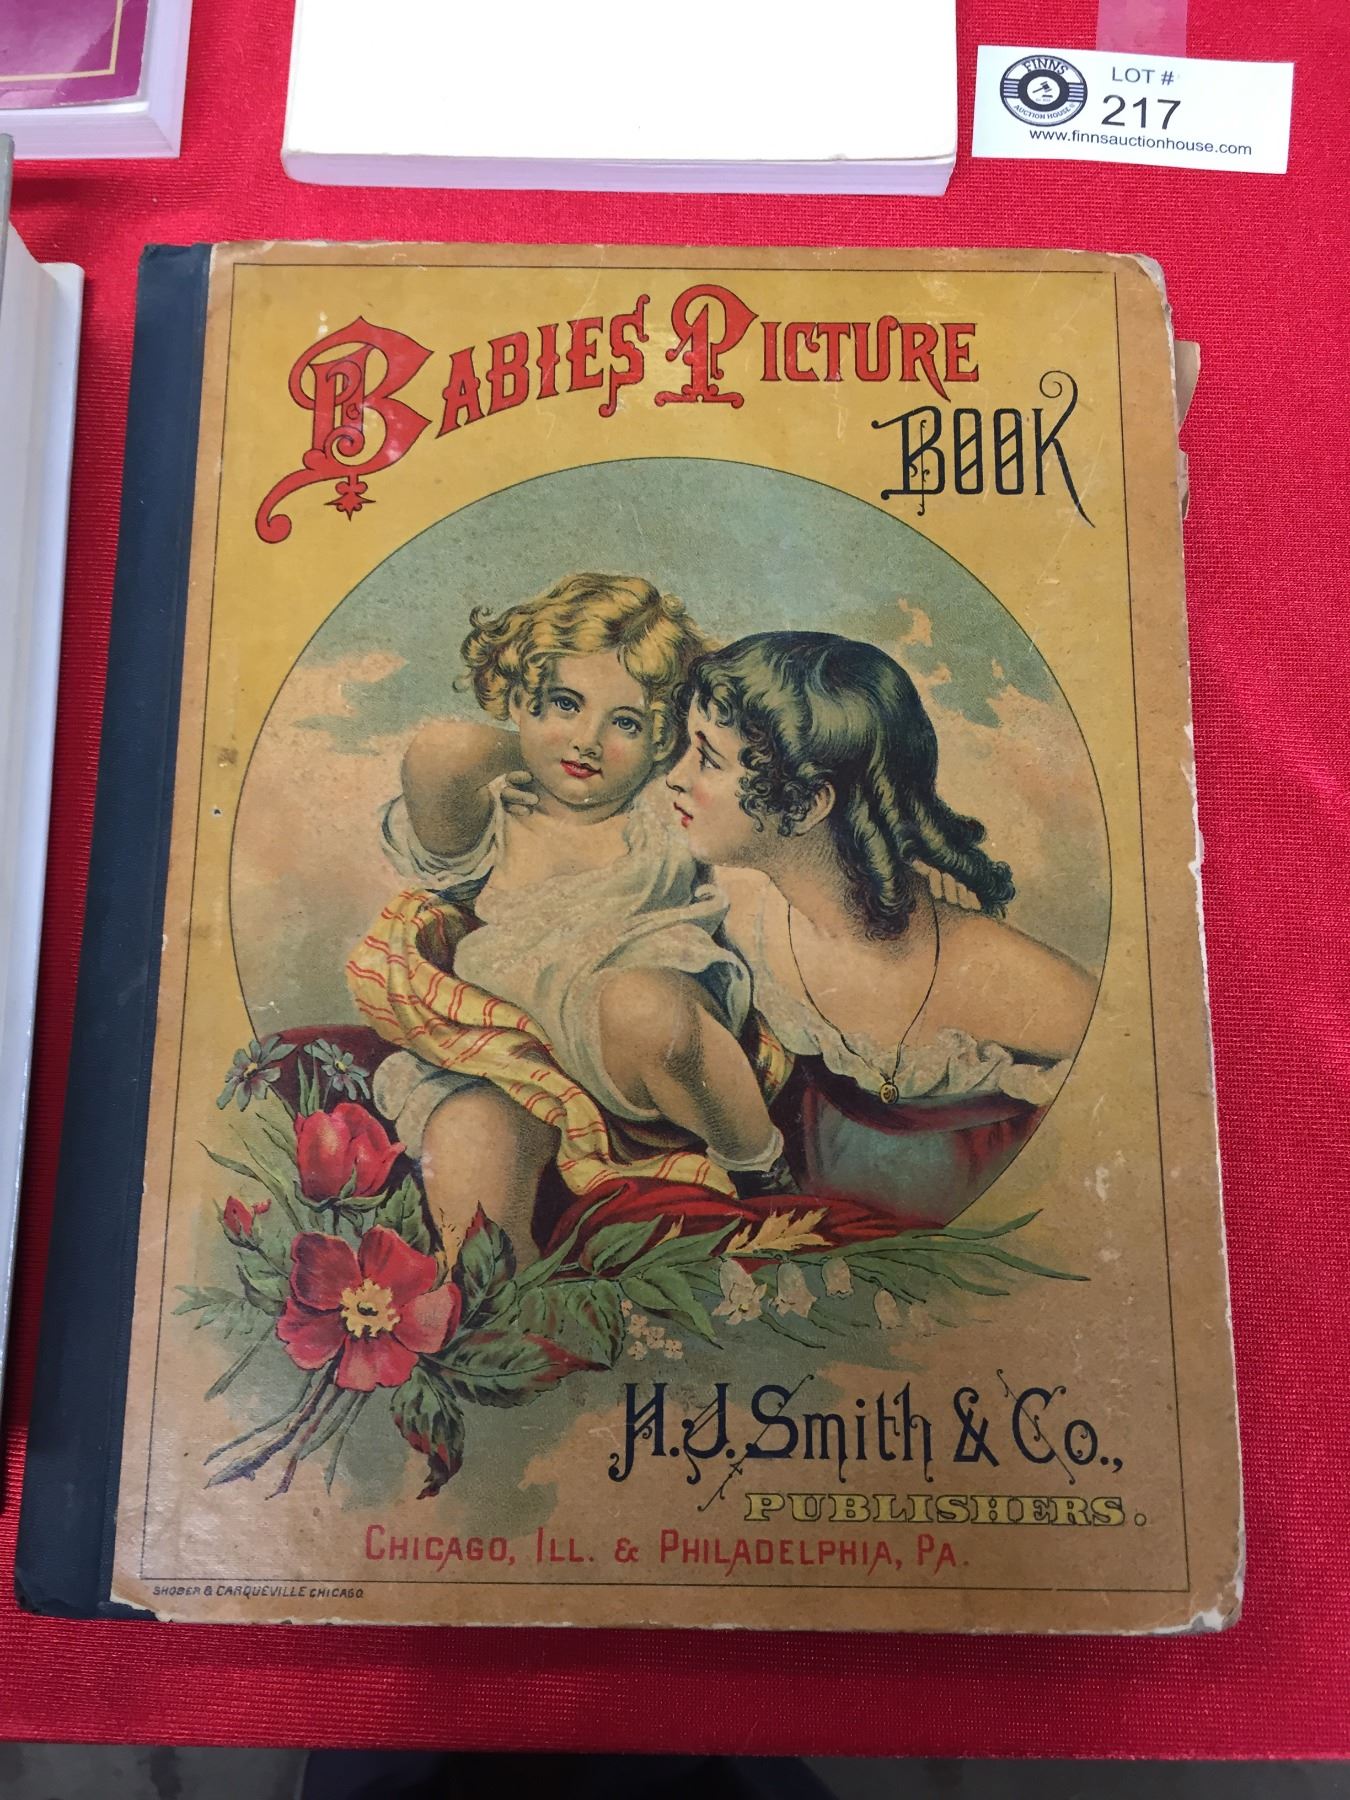 FINNS
AUCTION HOUSE
LOT #
217
www.finnsauctionhouse.com
BABIES PICTURE
BOOK
H.J. Smith & Co.,
PUBLISHERS.
CHICAGO, ILL. & PHILADELPHIA, PA.
SHOBER & CARQUEVILLE CHICAGO